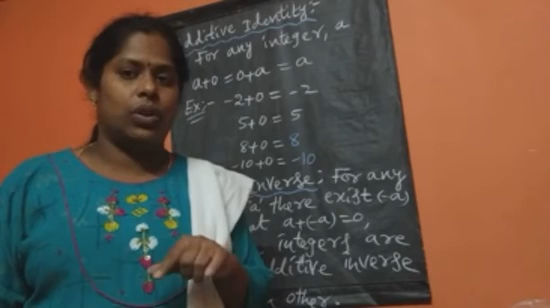 dditive Identity:-
For any integer, a
a+0 = 0+a = a
Ex:- -2+0 = -2
5+0 = 5
8+0 = 8
-10+0 = -10
nverse: For any
a there exist (-a)
at a+(-a)=0,
integers are
dditive inverse
other.